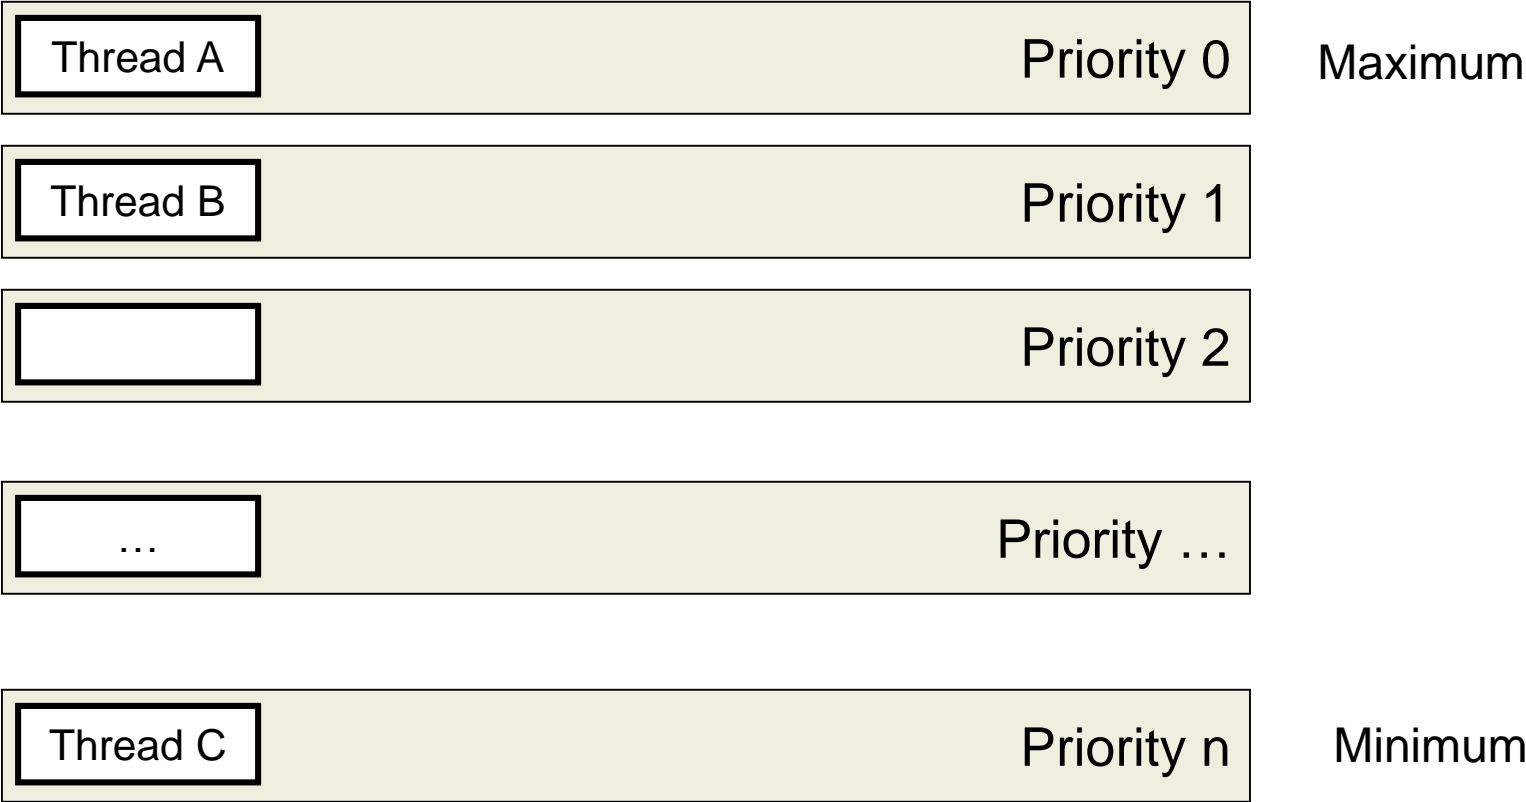 Thread A Priority 0 Maximum
Thread B Priority 1
Priority 2
… Priority …
Thread C Priority n Minimum